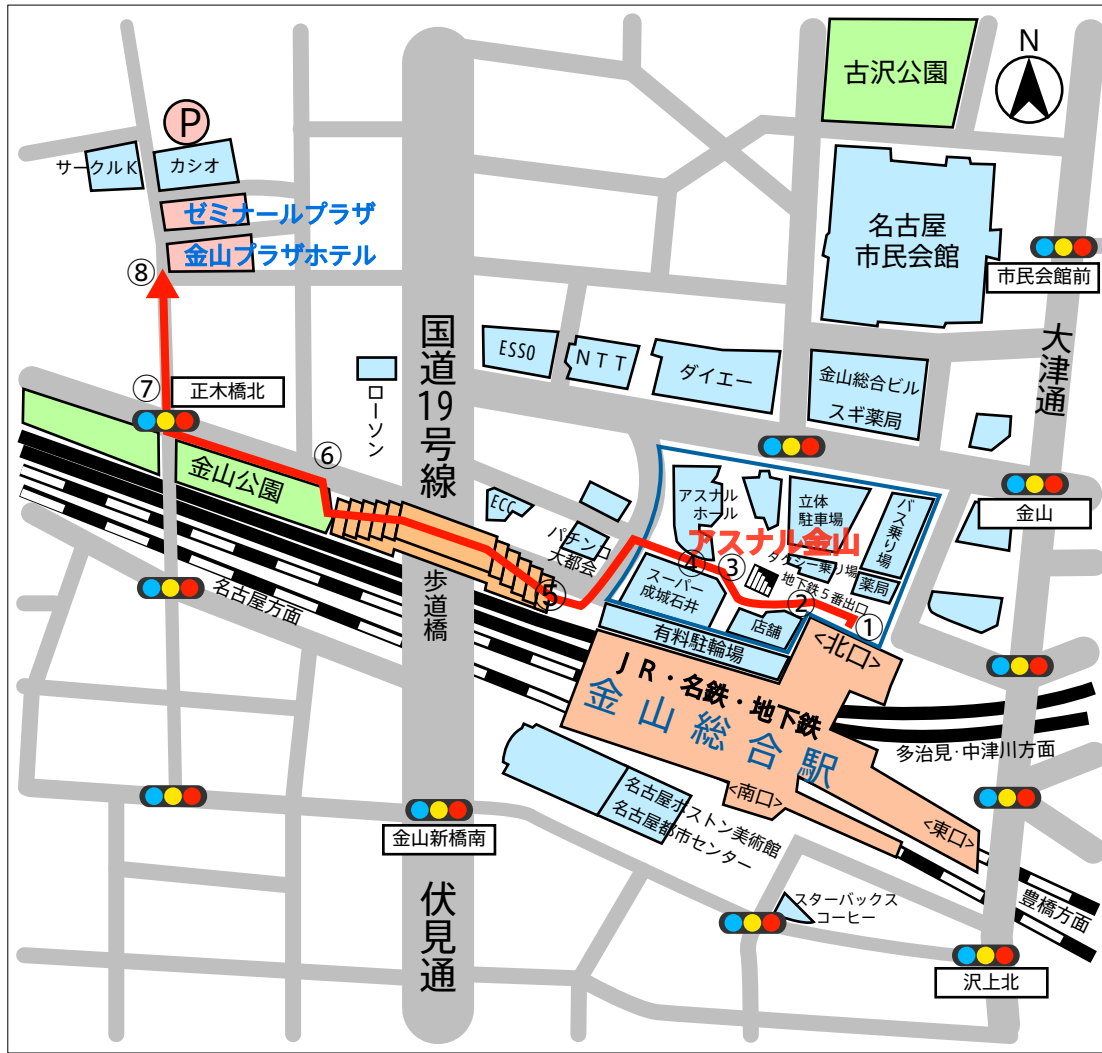 N
古沢公園
P
サークルK
カシオ
ゼミナールプラザ
金山プラザホテル
⑧
名古屋
市民会館
市民会館前
大津通
国道19号線
ESSO
NTT
ダイエー
金山総合ビル
スギ薬局
ローソン
⑦
正木橋北
⑥
金山公園
金山
ECC
パチンコ
大都会
アスナル
ホール
立体
駐車場
バス乗り場
アスナル金山
タクシー乗り場
地下鉄5番出口
薬局
④
③
②
①
⑤
スーパー
成城石井
店舗
有料駐輪場
<北口>
歩道橋
名古屋方面
JR・名鉄・地下鉄
金山総合駅
多治見・中津川方面
<南口>
<東口>
名古屋ボストン美術館
名古屋都市センター
金山新橋南
伏見通
スターバックス
コーヒー
豊橋方面
沢上北